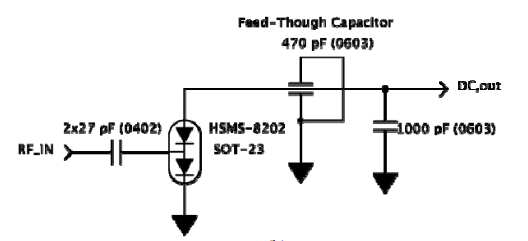 Feed-Though Capacitor
470 pF (0603)
DC,out
2x27 pF (0402)
HSMS-8202
1000 pF (0603)
RF_IN
SOT-23